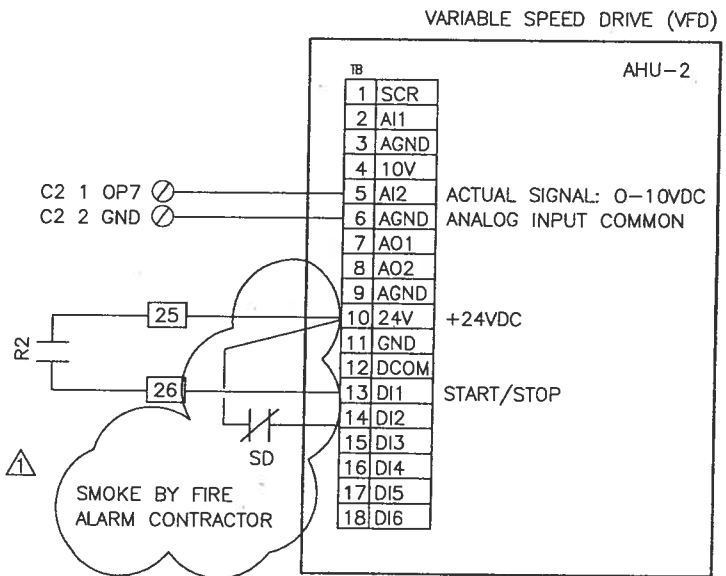 VARIABLE SPEED DRIVE (VFD)
AHU-2
TB
1 SCR
2 AI1
3 AGND
4 10V
C2 1 OP7 5 AI2 ACTUAL SIGNAL: 0-10VDC
C2 2 GND 6 AGND ANALOG INPUT COMMON
7 AO1
8 AO2
9 AGND
25 10 24V +24VDC
R2
11 GND
12 DCOM
26 13 DI1 START/STOP
14 DI2
15 DI3
SD
16 DI4
17 DI5
18 DI6
1
SMOKE BY FIRE
ALARM CONTRACTOR